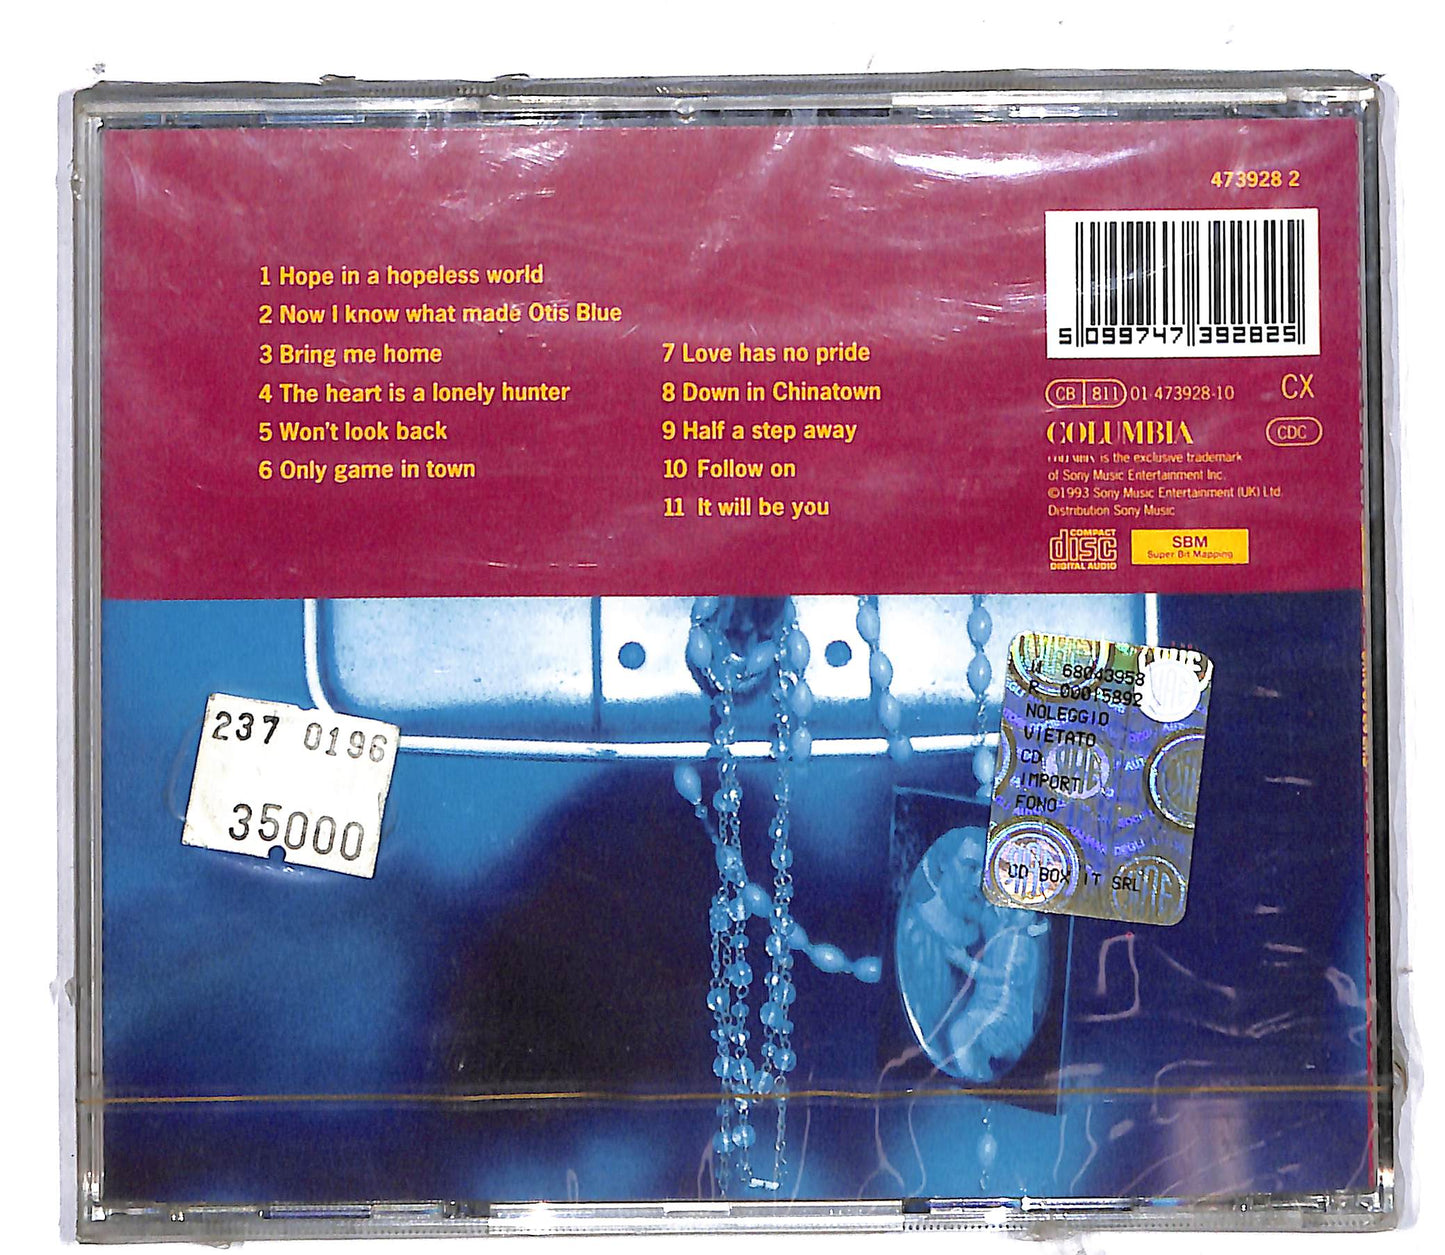 473928 2
1 Hope in a hopeless world
2 Now I know what made Otis Blue
3 Bring me home
4 The heart is a lonely hunter
5 Won't look back
6 Only game in town
7 Love has no pride
8 Down in Chinatown
9 Half a step away
10 Follow on
11 It will be you
5 099747 392825
CB 811 01-473928-10 CX
COLUMBIA CDC
COLUMBIA is the exclusive trademark
of Sony Music Entertainment Inc.
©1993 Sony Music Entertainment (UK) Ltd.
Distribution Sony Music
COMPACT
disc
DIGITAL AUDIO
SBM
Super Bit Mapping
237 0196
35000
68043958
R 00015892
NOLEGGIO
VIETATO
CD
IMPORTI
FONO
CD BOX IT SRL